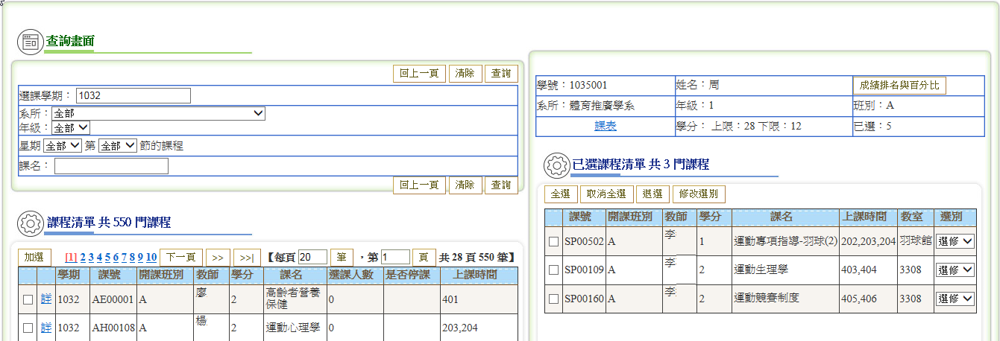 查詢畫面
回上一頁 清除 查詢
選課學期： 1032
系所：全部
年級：全部
星期 全部 第 全部 節的課程
課名：
回上一頁 清除 查詢
課程清單 共 550 門課程
加選 [1] 2 3 4 5 6 7 8 9 10 下一頁 >> >>| 【每頁 20 筆 ，第 1 頁 共 28 頁 550 筆】
學期 課號 開課班別 教師 學分 課名 選課人數 是否停課 上課時間
詳 1032 AE00001 A 廖 2 高齡者營養保健 0 401
詳 1032 AH00108 A 楊 2 運動心理學 0 203,204
學號：1035001 姓名：周 成績排名與百分比
系所：體育推廣學系 年級：1 班別：A
課表 學分： 上限：28 下限：12 已選：5
已選課程清單 共 3 門課程
全選 取消全選 退選 修改選別
課號 開課班別 教師 學分 課名 上課時間 教室 選別
SP00502 A 李 1 運動專項指導-羽球(2) 202,203,204 羽球館 選修
SP00109 A 李 2 運動生理學 403,404 3308 選修
SP00160 A 李 2 運動競賽制度 405,406 3308 選修